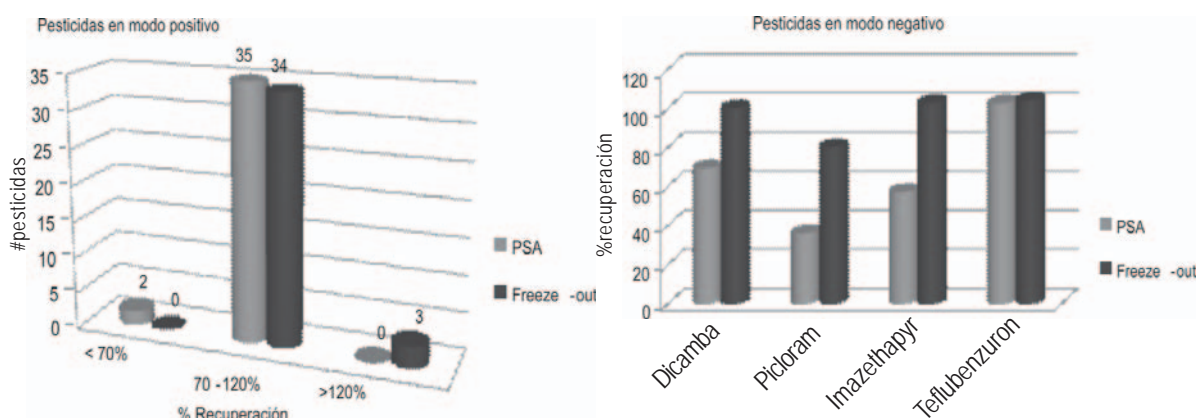 Pesticidas en modo positivo
#pesticidas
35
30
25
20
15
10
5
0
2
0
35
34
0
3
< 70%
70 -120%
>120%
% Recuperación
PSA
Freeze -out
Pesticidas en modo negativo
%recuperación
120
100
80
60
40
20
0
Dicamba
Picloram
Imazethapyr
Teflubenzuron
PSA
Freeze -out